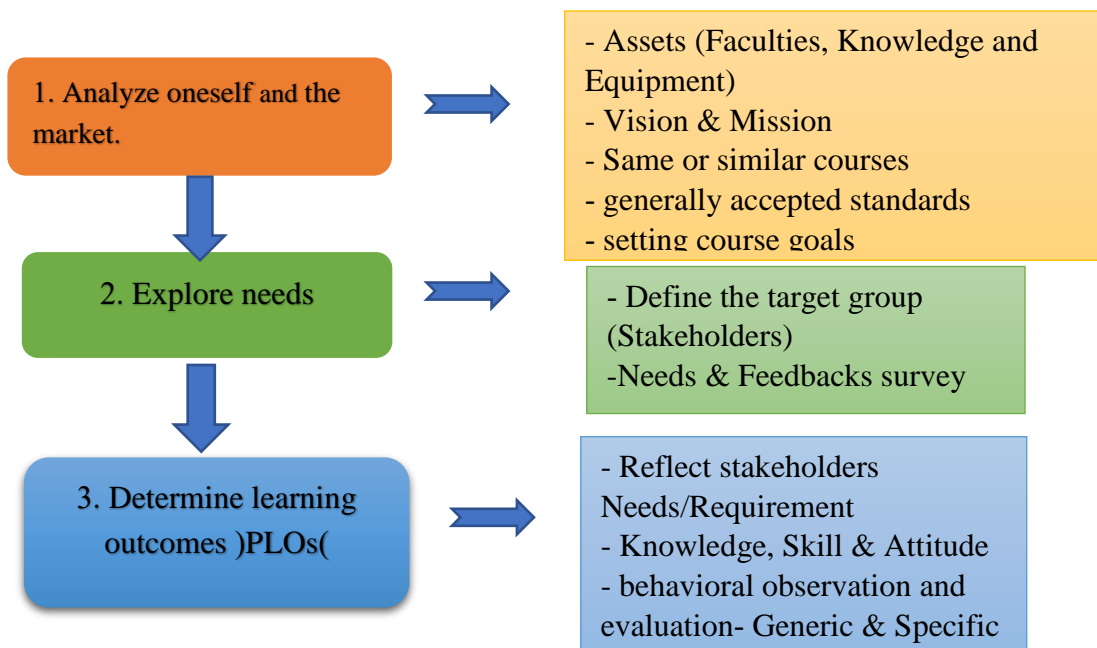 1. Analyze oneself and the
market.
- Assets (Faculties, Knowledge and
Equipment)
- Vision & Mission
- Same or similar courses
- generally accepted standards
- setting course goals
2. Explore needs
- Define the target group
(Stakeholders)
-Needs & Feedbacks survey
3. Determine learning
outcomes )PLOs(
- Reflect stakeholders
Needs/Requirement
- Knowledge, Skill & Attitude
- behavioral observation and
evaluation- Generic & Specific